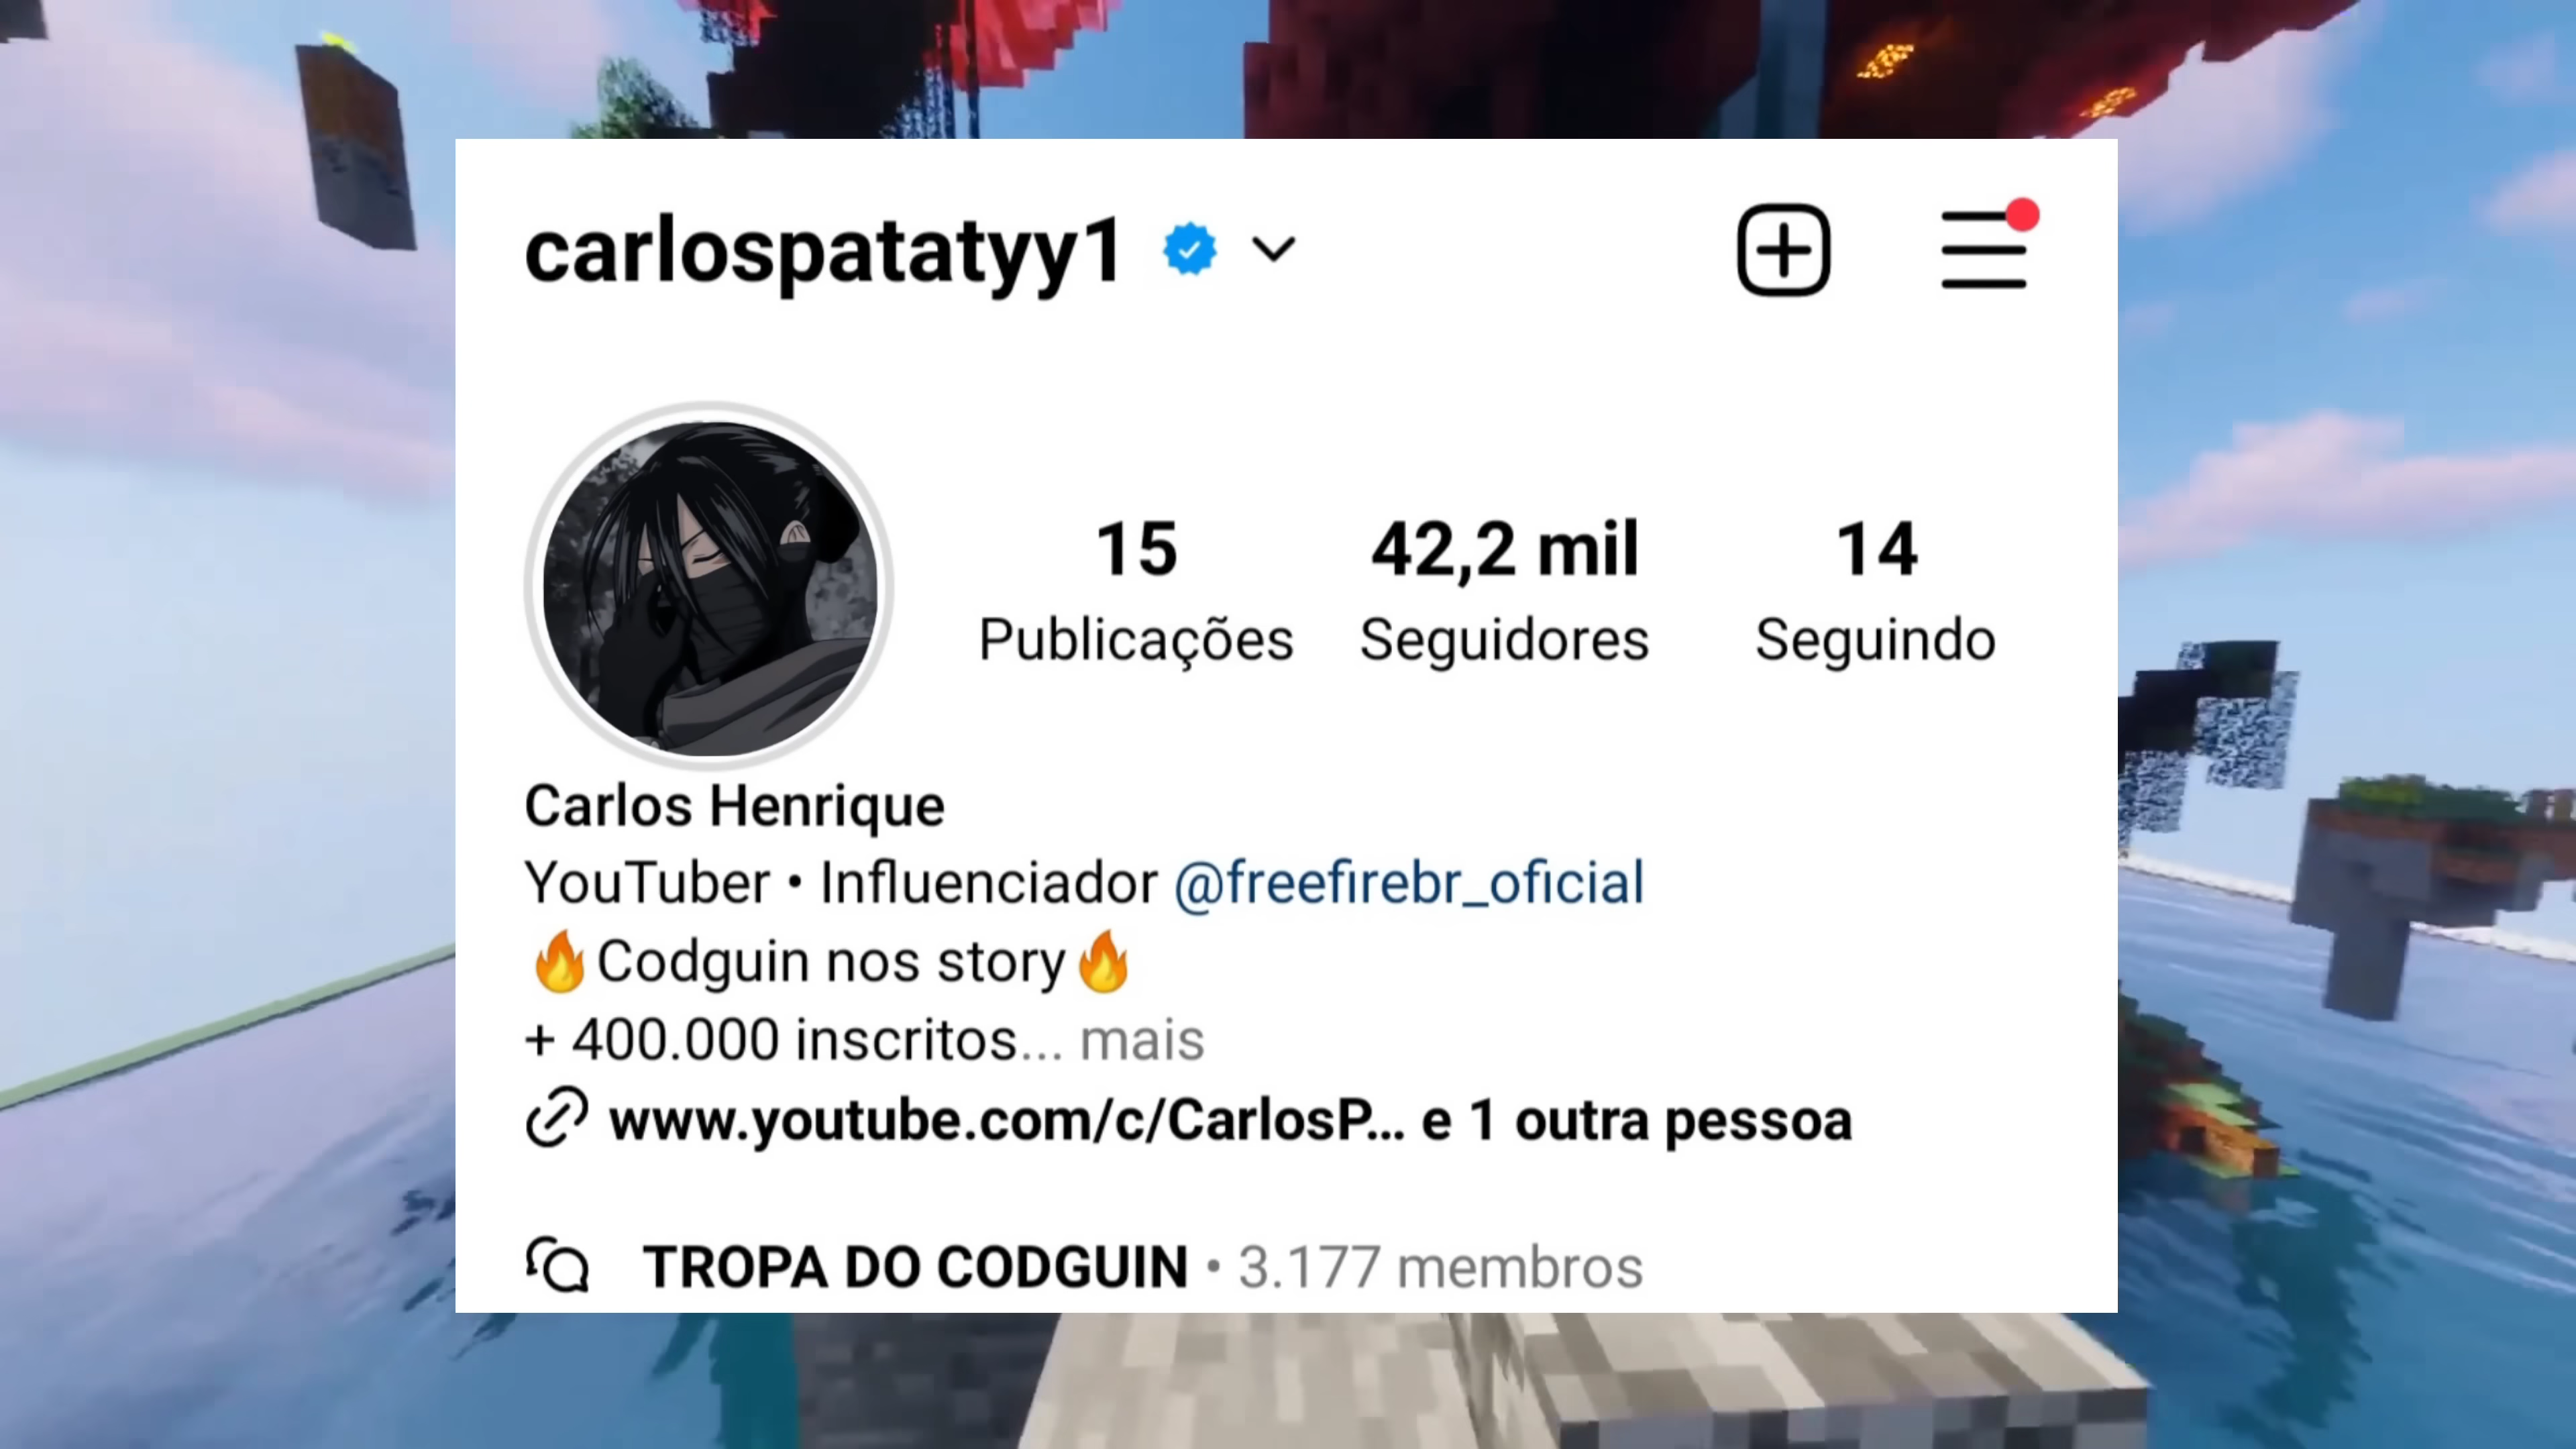 carlospatatyy1
15 42,2 mil 14
Publicações Seguidores Seguindo
Carlos Henrique
YouTuber • Influenciador @freefirebr_oficial
🔥Codguin nos story🔥
+ 400.000 inscritos... mais
www.youtube.com/c/CarlosP... e 1 outra pessoa
TROPA DO CODGUIN • 3.177 membros